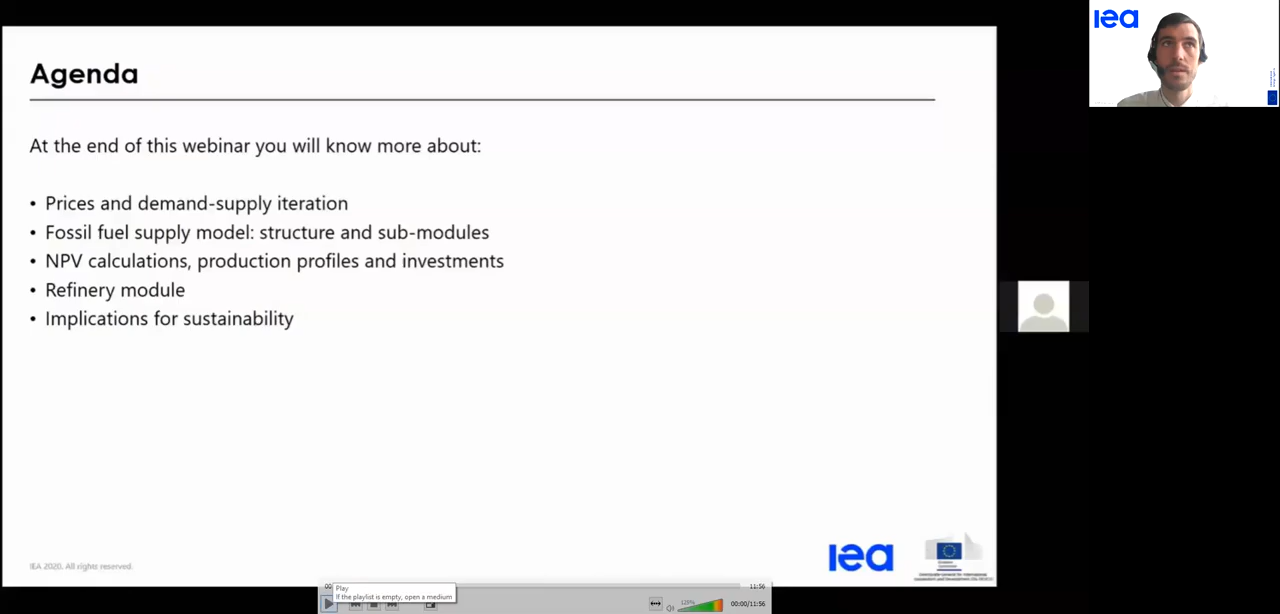 Agenda
At the end of this webinar you will know more about:
• Prices and demand-supply iteration
• Fossil fuel supply model: structure and sub-modules
• NPV calculations, production profiles and investments
• Refinery module
• Implications for sustainability
IEA 2020. All rights reserved.
iea
iea
00
Play
If the playlist is empty, open a medium
11:56
125%
00:00/11:56